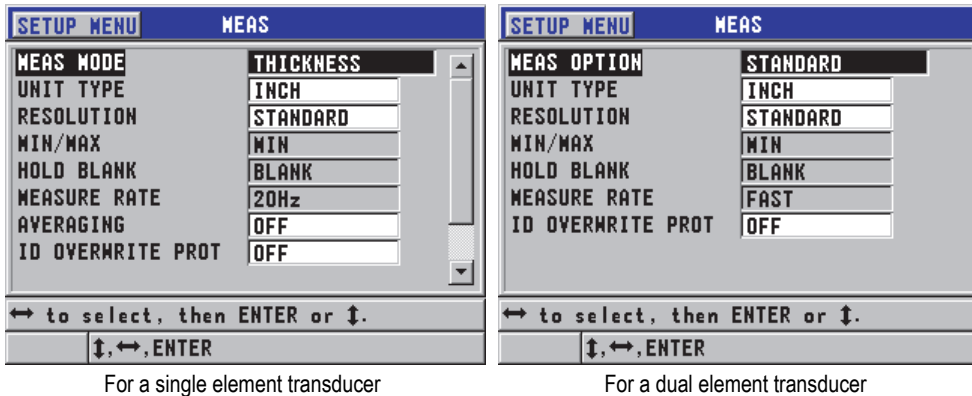 SETUP MENU MEAS
MEAS MODE THICKNESS
UNIT TYPE INCH
RESOLUTION STANDARD
MIN/MAX MIN
HOLD BLANK BLANK
MEASURE RATE 20Hz
AVERAGING OFF
ID OVERWRITE PROT OFF
↔ to select, then ENTER or ↕.
↕,↔,ENTER
For a single element transducer
SETUP MENU MEAS
MEAS OPTION STANDARD
UNIT TYPE INCH
RESOLUTION STANDARD
MIN/MAX MIN
HOLD BLANK BLANK
MEASURE RATE FAST
ID OVERWRITE PROT OFF
↔ to select, then ENTER or ↕.
↕,↔,ENTER
For a dual element transducer